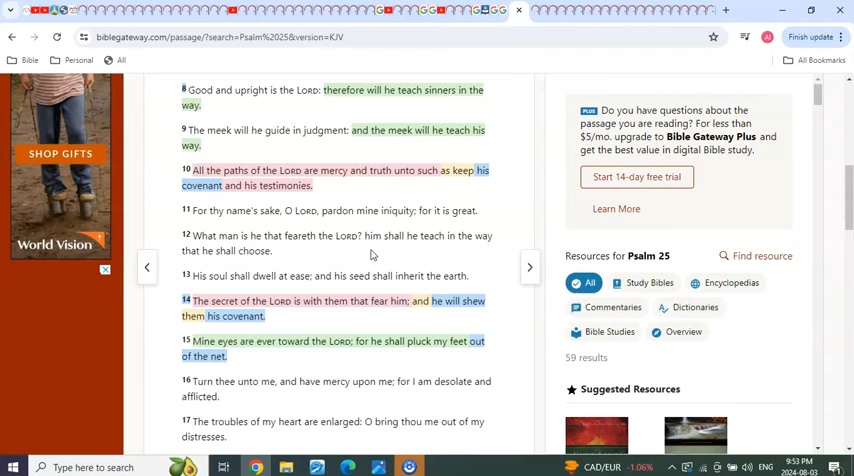 Finish update
biblegateway.com/passage/?search=Psalm%2025&version=KJV
Bible
Personal
All
All Bookmarks
SHOP GIFTS
World Vision
8 Good and upright is the LORD: therefore will he teach sinners in the
way.
9 The meek will he guide in judgment: and the meek will he teach his
way.
10 All the paths of the LORD are mercy and truth unto such as keep his
covenant and his testimonies.
11 For thy name's sake, O LORD, pardon mine iniquity; for it is great.
12 What man is he that feareth the LORD? him shall he teach in the way
that he shall choose.
13 His soul shall dwell at ease; and his seed shall inherit the earth.
14 The secret of the LORD is with them that fear him; and he will shew
them his covenant.
15 Mine eyes are ever toward the LORD; for he shall pluck my feet out
of the net.
16 Turn thee unto me, and have mercy upon me; for I am desolate and
afflicted.
17 The troubles of my heart are enlarged: O bring thou me out of my
distresses.
PLUS Do you have questions about the
passage you are reading? For less than
$5/mo. upgrade to Bible Gateway Plus and
get the best value in digital Bible study.
Start 14-day free trial
Learn More
Resources for Psalm 25
Find resource
All
Study Bibles
Encyclopedias
Commentaries
Dictionaries
Bible Studies
Overview
59 results
Suggested Resources
Type here to search
CAD/EUR -1.06%
ENG
9:53 PM
2024-08-03